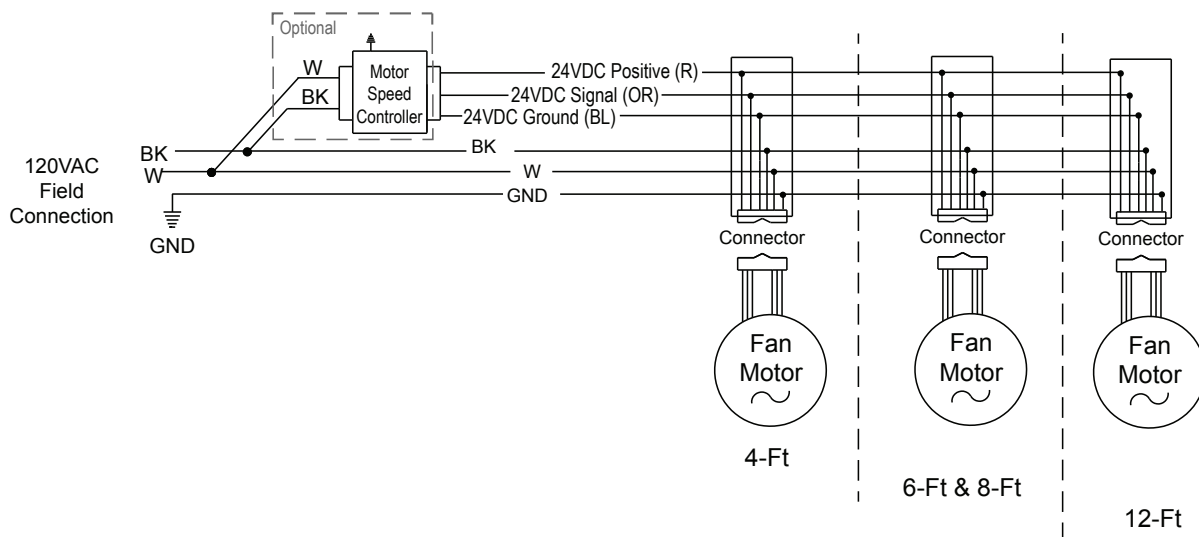 Optional
W
BK
Motor
Speed
Controller
24VDC Positive (R)
24VDC Signal (OR)
24VDC Ground (BL)
120VAC
Field
Connection
BK
W
GND
BK
W
GND
Connector
Connector
Connector
Fan
Motor
Fan
Motor
Fan
Motor
4-Ft
6-Ft & 8-Ft
12-Ft